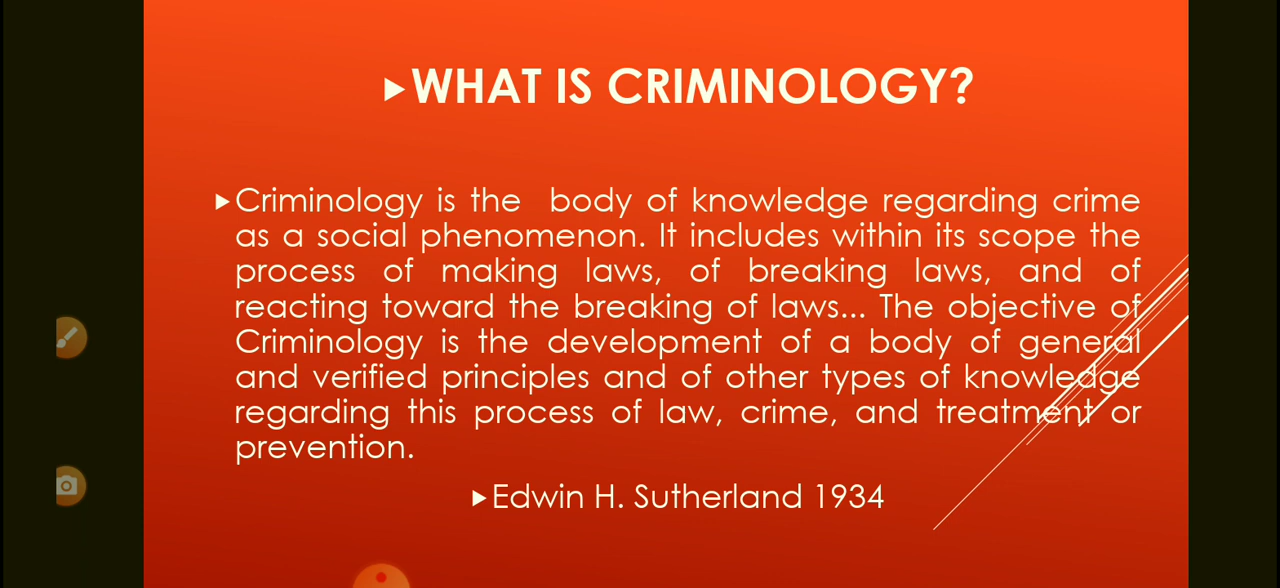 WHAT IS CRIMINOLOGY?
Criminology is the body of knowledge regarding crime
as a social phenomenon. It includes within its scope the
process of making laws, of breaking laws, and of
reacting toward the breaking of laws... The objective of
Criminology is the development of a body of general
and verified principles and of other types of knowledge
regarding this process of law, crime, and treatment or
prevention.
Edwin H. Sutherland 1934